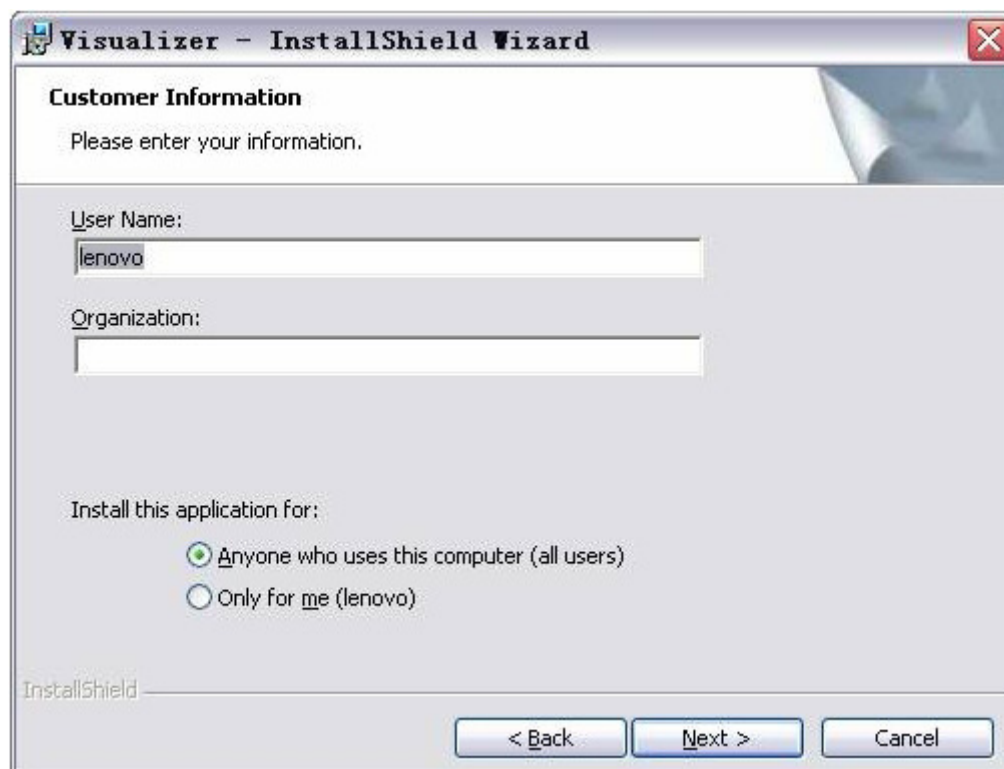 Visualizer - InstallShield Wizard
Customer Information
Please enter your information.
User Name:
lenovo
Organization:
Install this application for:
Anyone who uses this computer (all users)
Only for me (lenovo)
InstallShield
< Back
Next >
Cancel